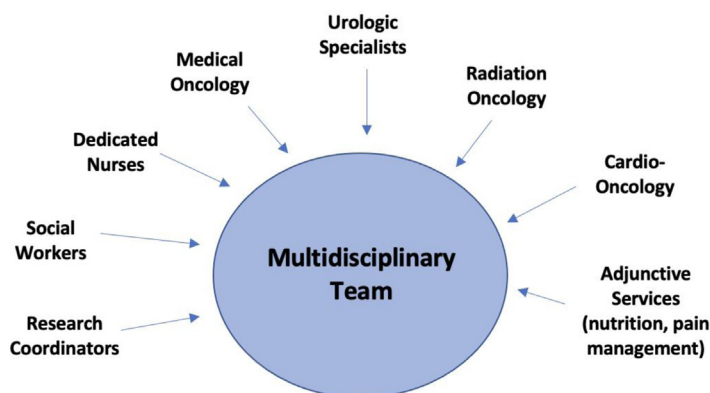 Urologic
Specialists
Medical
Oncology
Radiation
Oncology
Dedicated
Nurses
Cardio-
Oncology
Social
Workers
Multidisciplinary
Team
Adjunctive
Services
(nutrition, pain
management)
Research
Coordinators